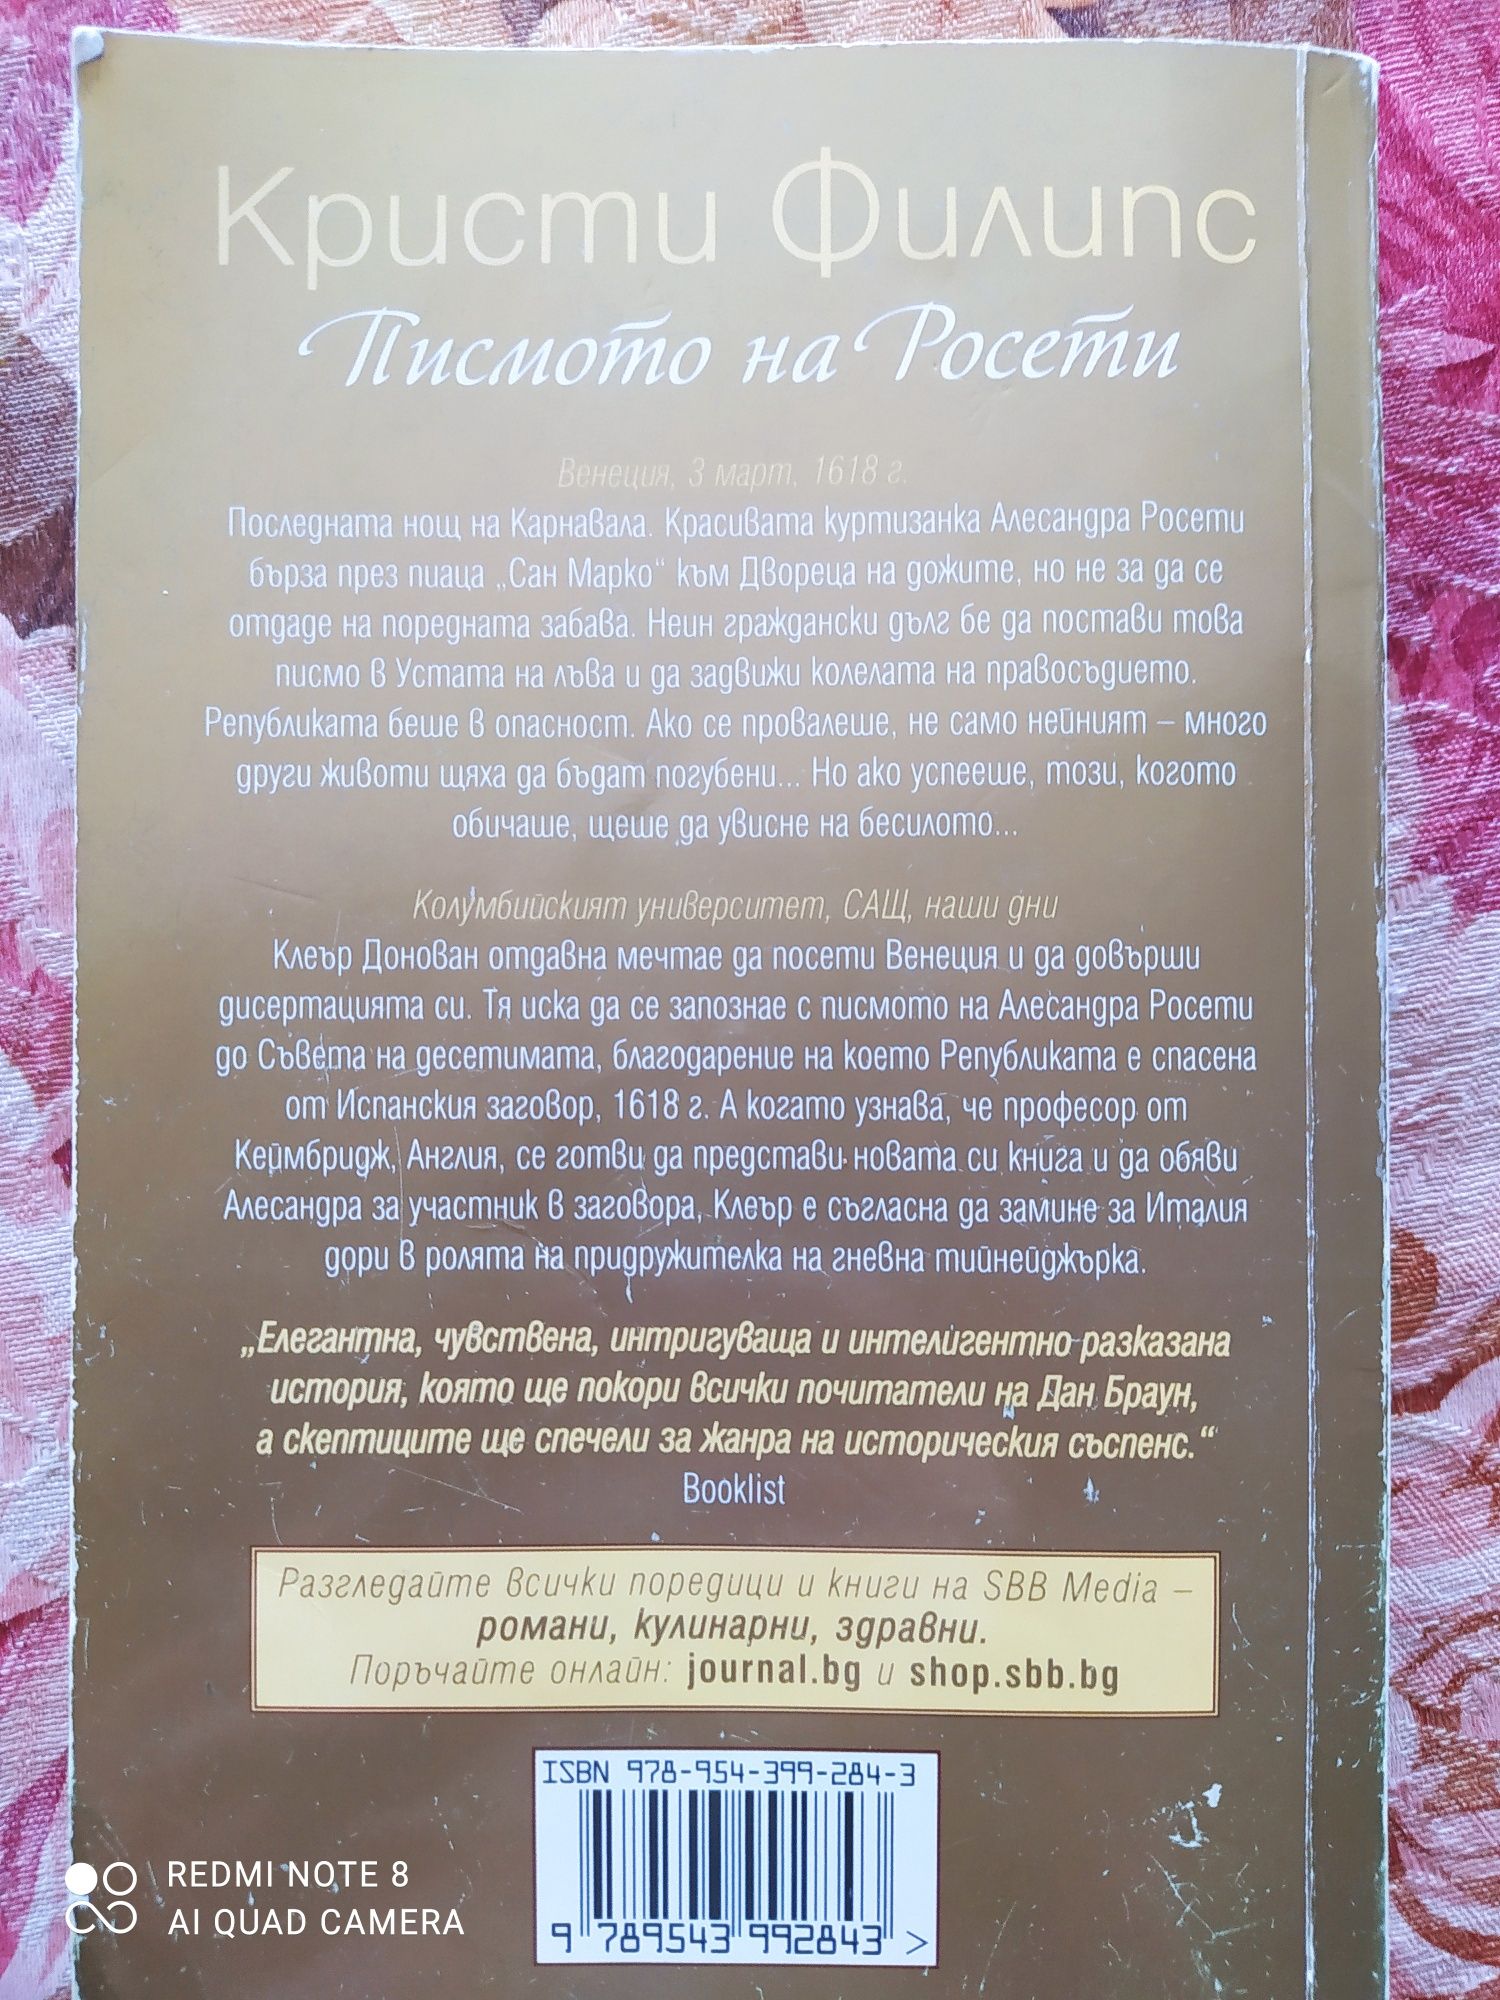 Кристи Филипс
Писмото на Росети
Венеция, 3 март, 1618 г.
Последната нощ на Карнавала. Красивата куртизанка Алесандра Росети
бърза през пиаца „Сан Марко“ към Двореца на дожите, но не за да се
отдаде на поредната забава. Неин граждански дълг бе да постави това
писмо в Устата на лъва и да задвижи колелата на правосъдието.
Републиката беше в опасност. Ако се провалеше, не само нейният – много
други животи щяха да бъдат погубени... Но ако успееше, този, когото
обичаше, щеше да увисне на бесилото...
Колумбийският университет, САЩ, наши дни
Клеър Донован отдавна мечтае да посети Венеция и да довърши
дисертацията си. Тя иска да се запознае с писмото на Алесандра Росети
до Съвета на десетимата, благодарение на което Републиката е спасена
от Испанския заговор, 1618 г. А когато узнава, че професор от
Кеймбридж, Англия, се готви да представи новата си книга и да обяви
Алесандра за участник в заговора, Клеър е съгласна да замине за Италия
дори в ролята на придружителка на гневна тийнейджърка.
„Елегантна, чувствена, интригуваща и интелигентно разказана
история, която ще покори всички почитатели на Дан Браун,
а скептиците ще спечели за жанра на историческия съспенс.“
Booklist
Разгледайте всички поредици и книги на SBB Media –
романи, кулинарни, здравни.
Поръчайте онлайн: journal.bg и shop.sbb.bg
ISBN 978-954-399-284-3
9 789543 992843 >
REDMI NOTE 8
AI QUAD CAMERA